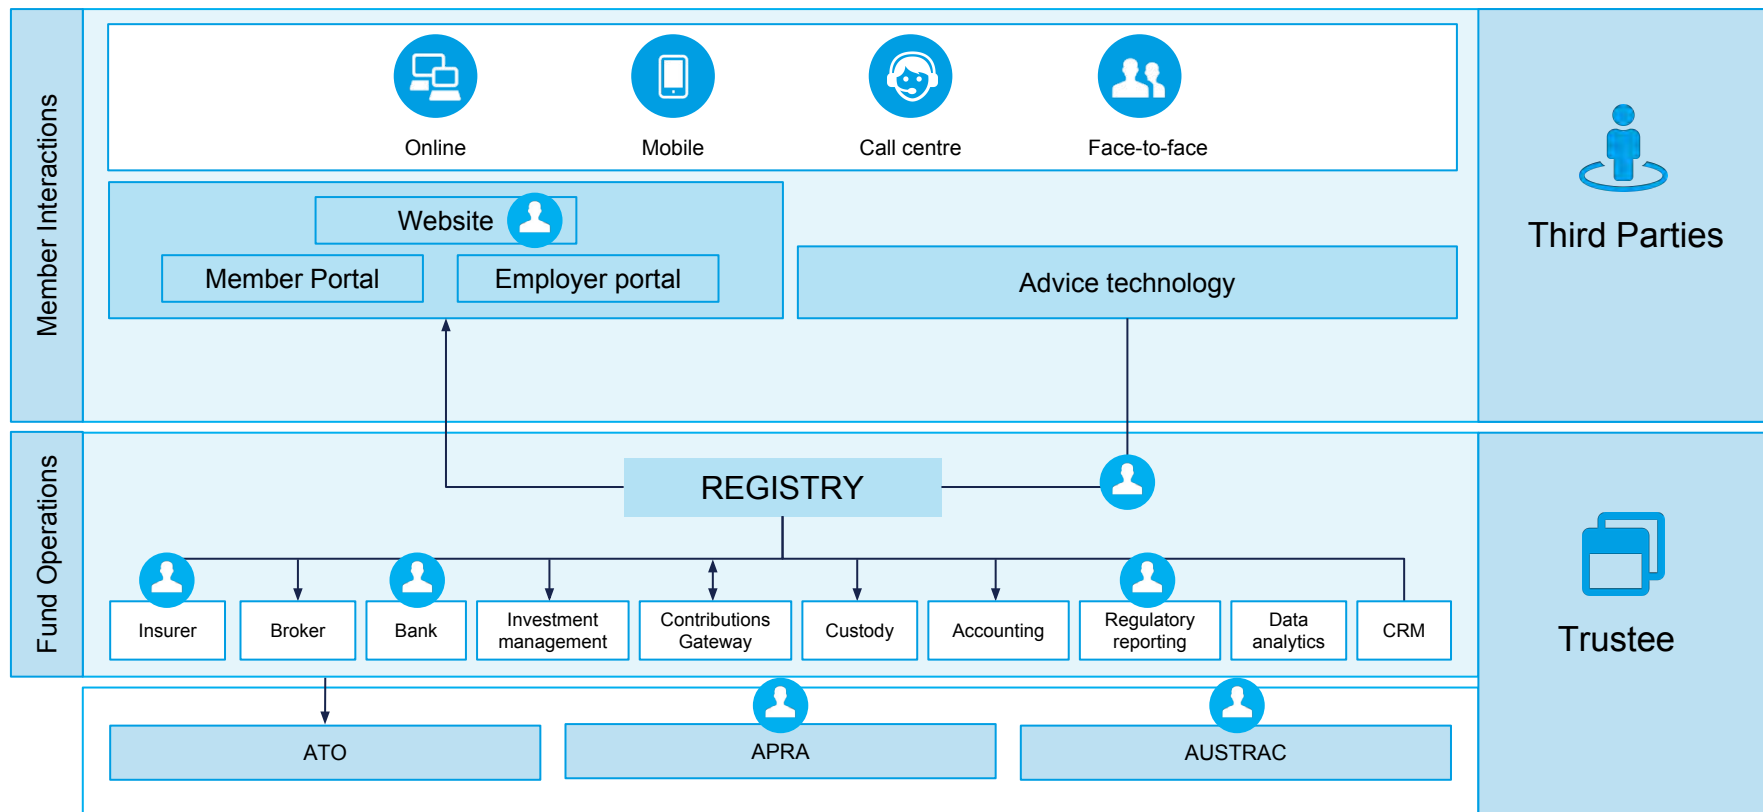 Member Interactions
Online
Mobile
Call centre
Face-to-face
Website
Member Portal
Employer portal
Advice technology
Third Parties
Fund Operations
REGISTRY
Insurer
Broker
Bank
Investment
management
Contributions
Gateway
Custody
Accounting
Regulatory
reporting
Data
analytics
CRM
Trustee
ATO
APRA
AUSTRAC